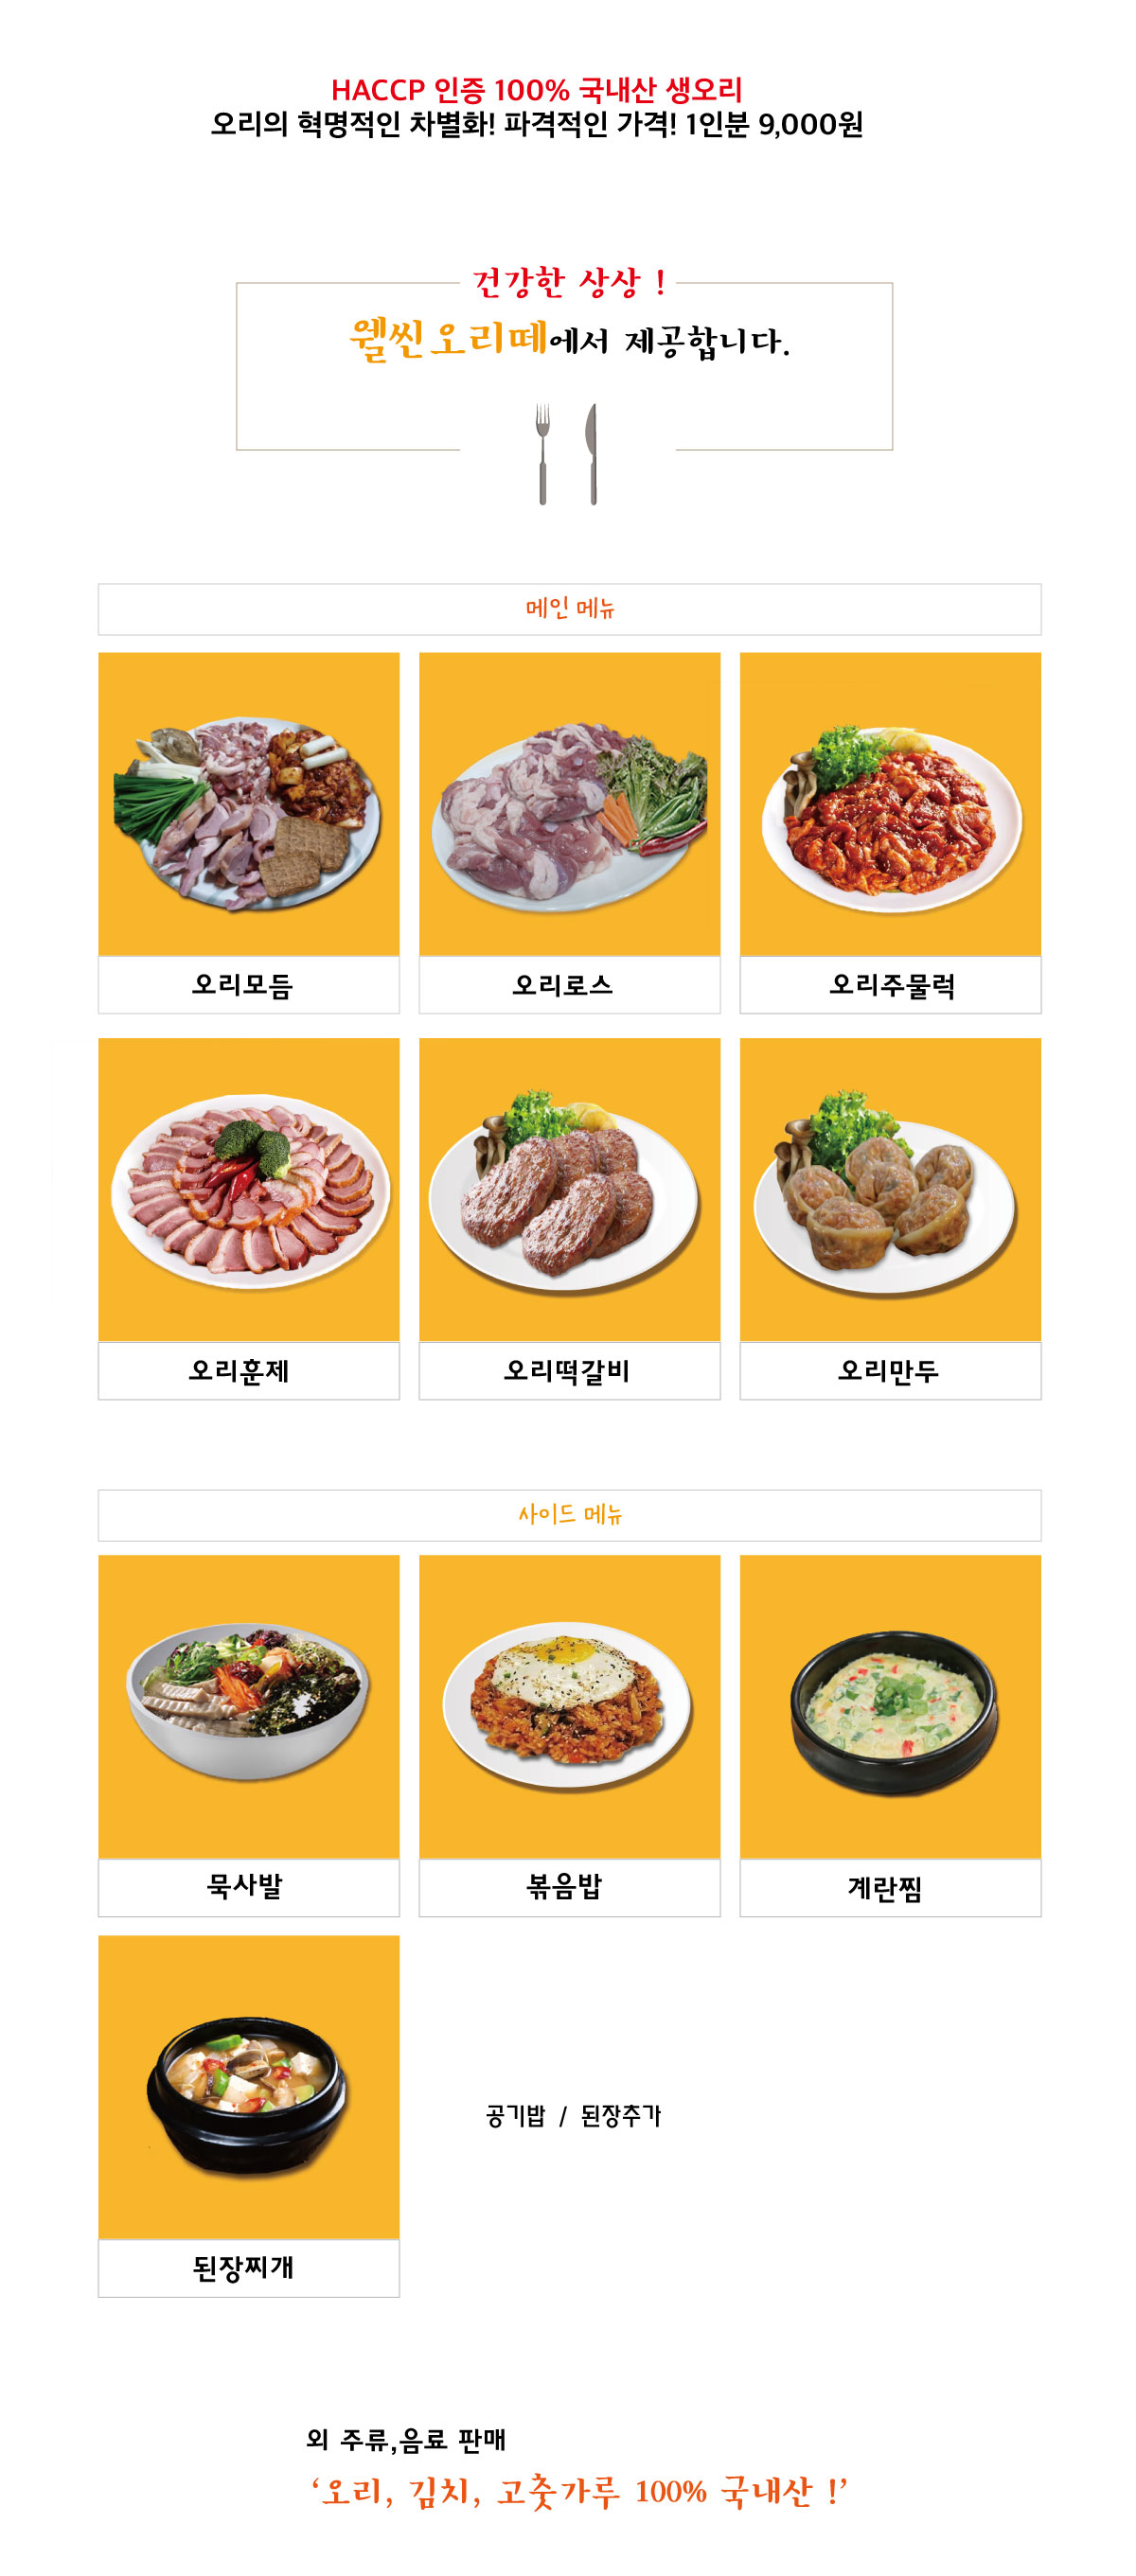 HACCP 인증 100% 국내산 생오리
오리의 혁명적인 차별화! 파격적인 가격! 1인분 9,000원
건강한 상상 !
웰씬오리떼에서 제공합니다.
메인 메뉴
오리모듬
오리로스
오리주물럭
오리훈제
오리떡갈비
오리만두
사이드 메뉴
묵사발
볶음밥
계란찜
공기밥 / 된장추가
된장찌개
외 주류,음료 판매
‘오리, 김치, 고춧가루 100% 국내산 !’